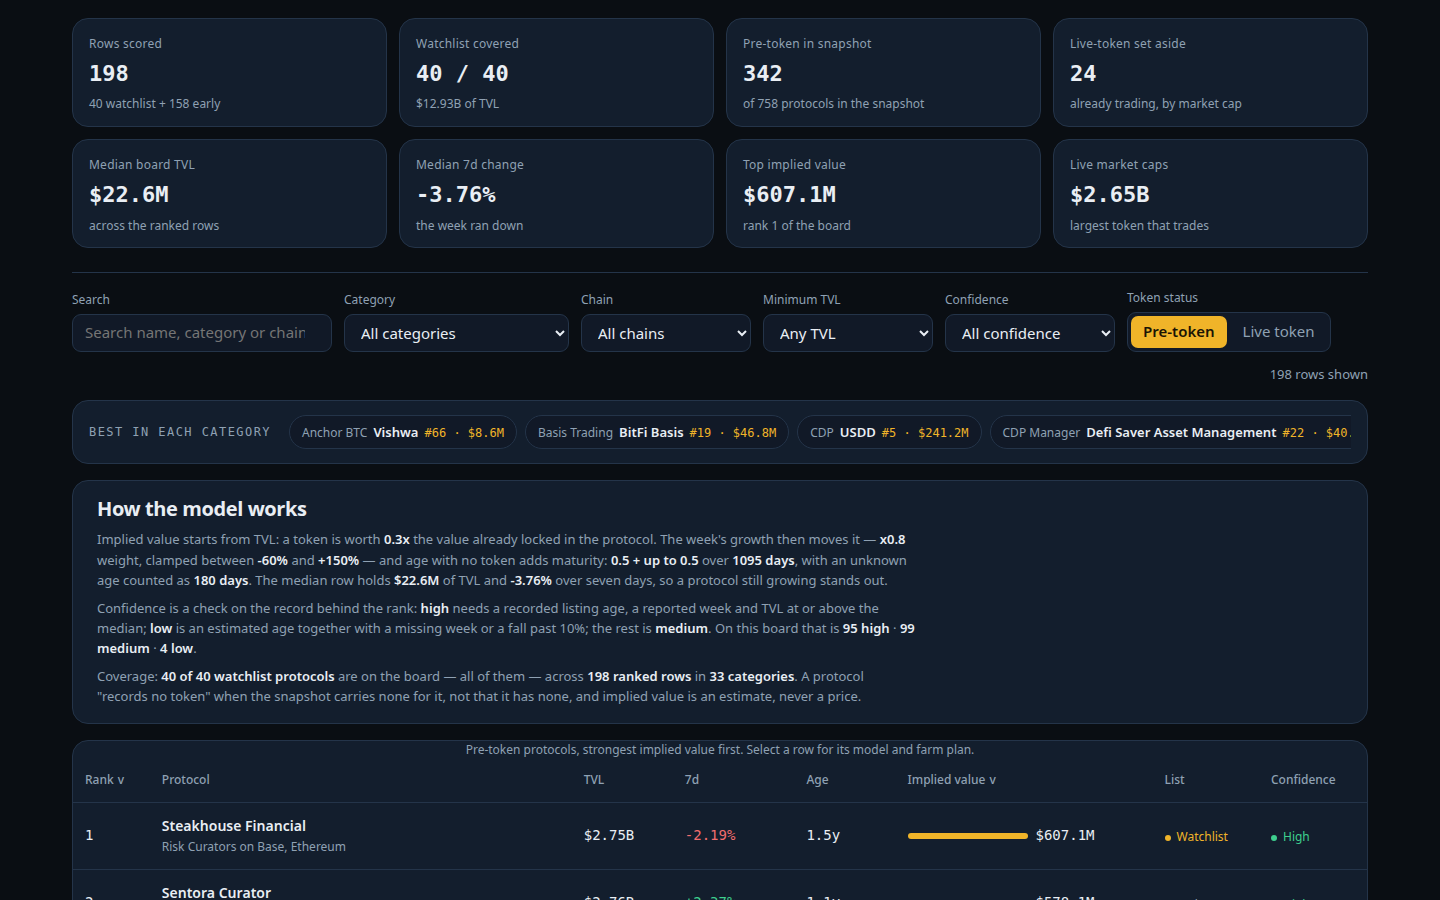 Rows scored
198
40 watchlist + 158 early
Watchlist covered
40 / 40
$12.93B of TVL
Pre-token in snapshot
342
of 758 protocols in the snapshot
Live-token set aside
24
already trading, by market cap
Median board TVL
$22.6M
across the ranked rows
Median 7d change
-3.76%
the week ran down
Top implied value
$607.1M
rank 1 of the board
Live market caps
$2.65B
largest token that trades
Search
Search name, category or chain
Category
All categories
Chain
All chains
Minimum TVL
Any TVL
Confidence
All confidence
Token status
Pre-token Live token
198 rows shown
BEST IN EACH CATEGORY Anchor BTC Vishwa #66 · $8.6M Basis Trading BitFi Basis #19 · $46.8M CDP USDD #5 · $241.2M CDP Manager Defi Saver Asset Management #22 · $40.
How the model works
Implied value starts from TVL: a token is worth 0.3x the value already locked in the protocol. The week's growth then moves it — x0.8
weight, clamped between -60% and +150% — and age with no token adds maturity: 0.5 + up to 0.5 over 1095 days, with an unknown
age counted as 180 days. The median row holds $22.6M of TVL and -3.76% over seven days, so a protocol still growing stands out.
Confidence is a check on the record behind the rank: high needs a recorded listing age, a reported week and TVL at or above the
median; low is an estimated age together with a missing week or a fall past 10%; the rest is medium. On this board that is 95 high · 99
medium · 4 low.
Coverage: 40 of 40 watchlist protocols are on the board — all of them — across 198 ranked rows in 33 categories. A protocol
"records no token" when the snapshot carries none for it, not that it has none, and implied value is an estimate, never a price.
Pre-token protocols, strongest implied value first. Select a row for its model and farm plan.
Rank v Protocol TVL 7d Age Implied value v List Confidence
1 Steakhouse Financial $2.75B -2.19% 1.5y $607.1M Watchlist High
Risk Curators on Base, Ethereum
Sentora Curator